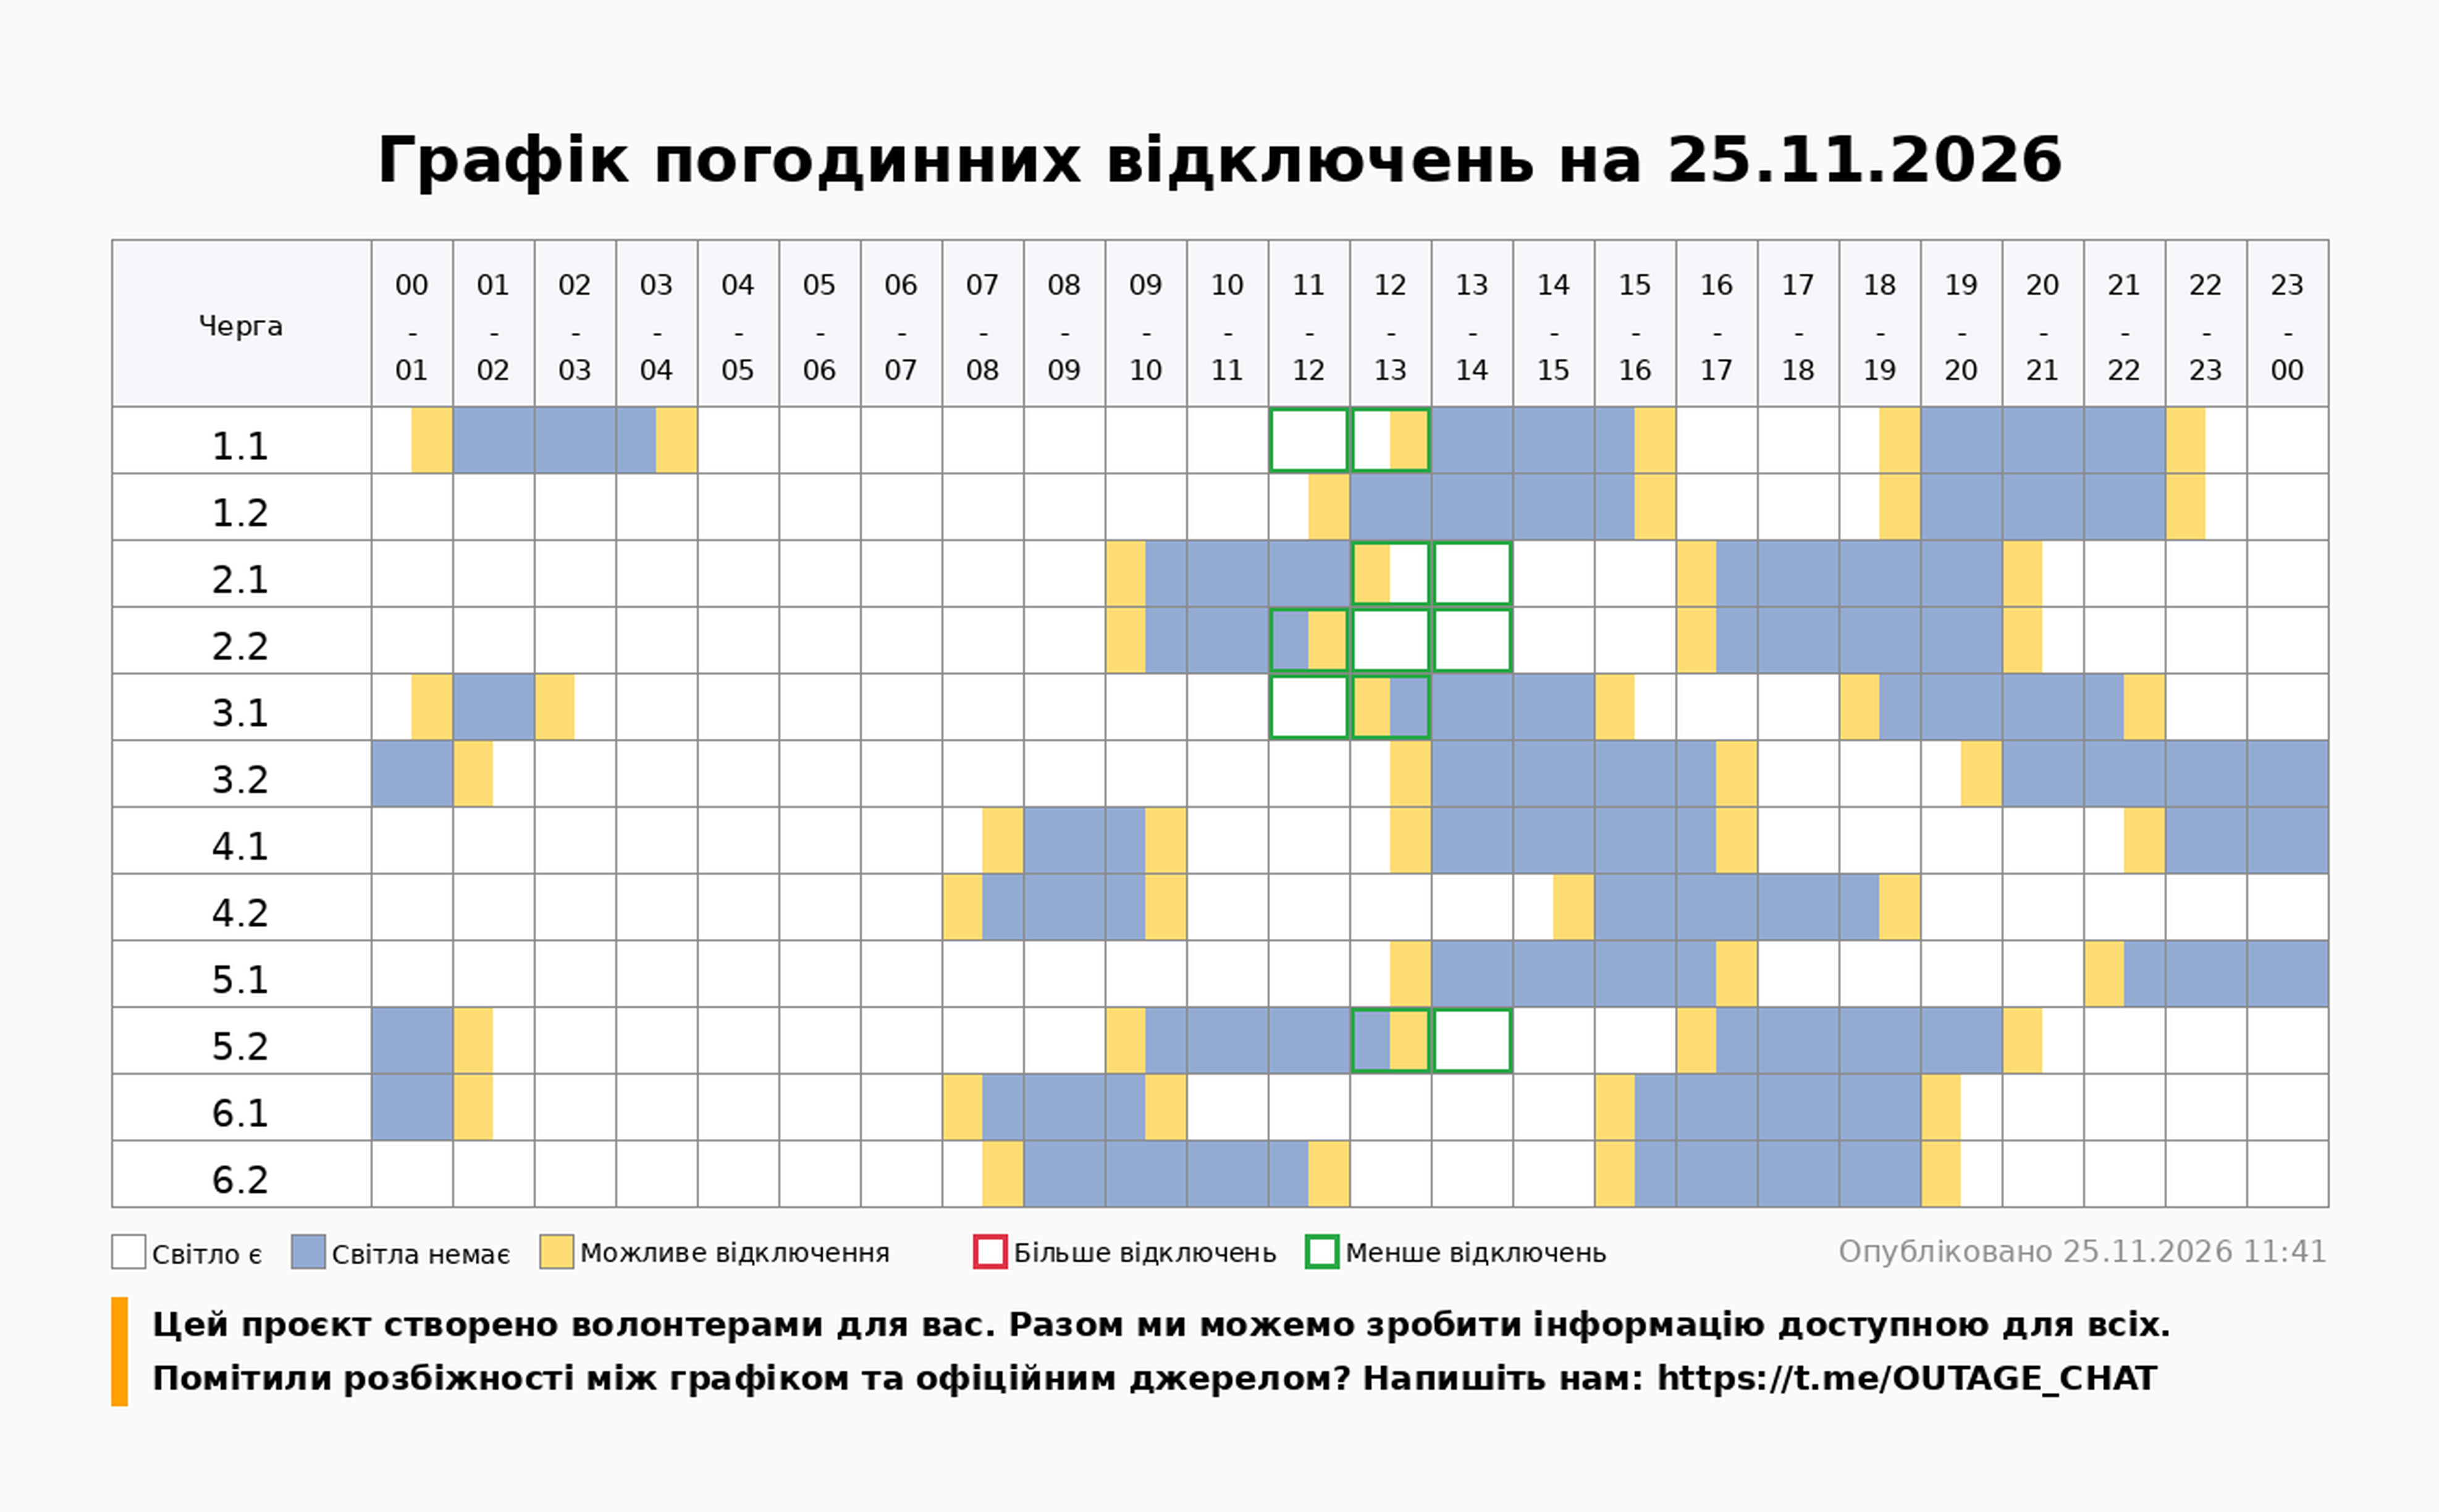 Графік погодинних відключень на 25.11.2026
Черга
00 - 01
01 - 02
02 - 03
03 - 04
04 - 05
05 - 06
06 - 07
07 - 08
08 - 09
09 - 10
10 - 11
11 - 12
12 - 13
13 - 14
14 - 15
15 - 16
16 - 17
17 - 18
18 - 19
19 - 20
20 - 21
21 - 22
22 - 23
23 - 00
1.1
1.2
2.1
2.2
3.1
3.2
4.1
4.2
5.1
5.2
6.1
6.2
Світло є
Світла немає
Можливе відключення
Більше відключень
Менше відключень
Опубліковано 25.11.2026 11:41
Цей проєкт створено волонтерами для вас. Разом ми можемо зробити інформацію доступною для всіх.
Помітили розбіжності між графіком та офіційним джерелом? Напишіть нам: https://t.me/OUTAGE_CHAT